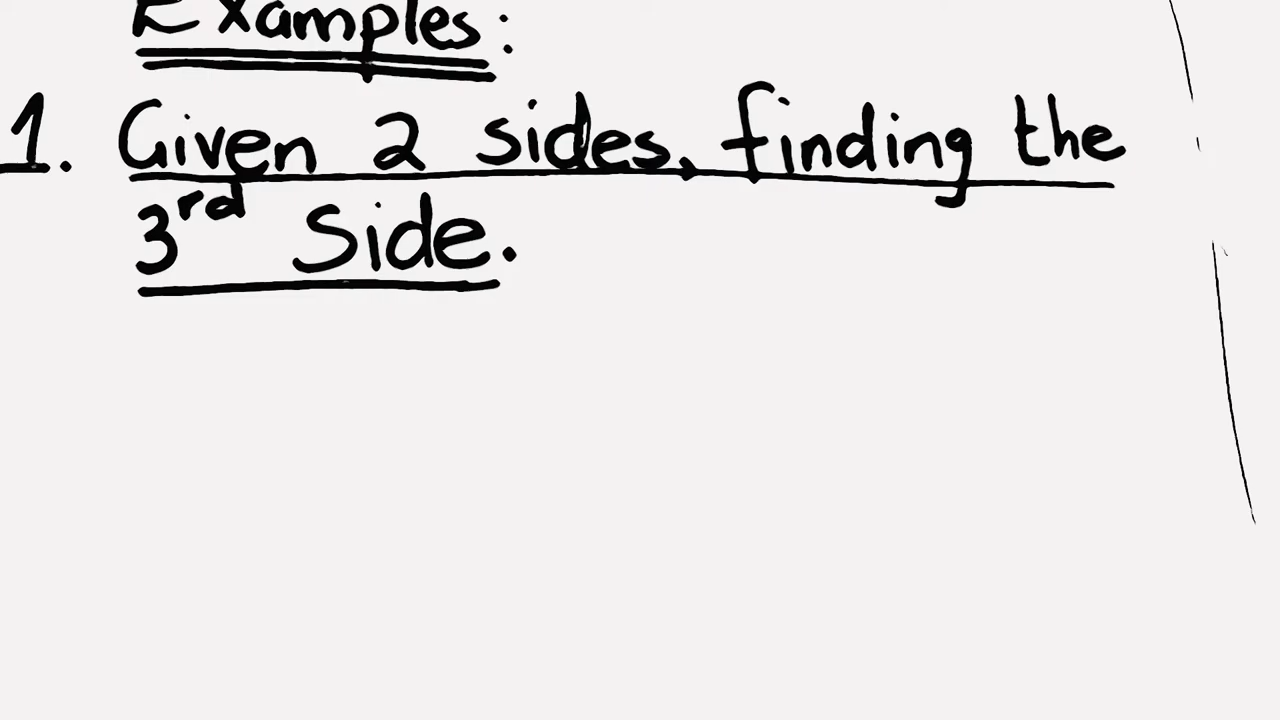 Examples:
1. Given 2 sides, finding the
3rd Side.